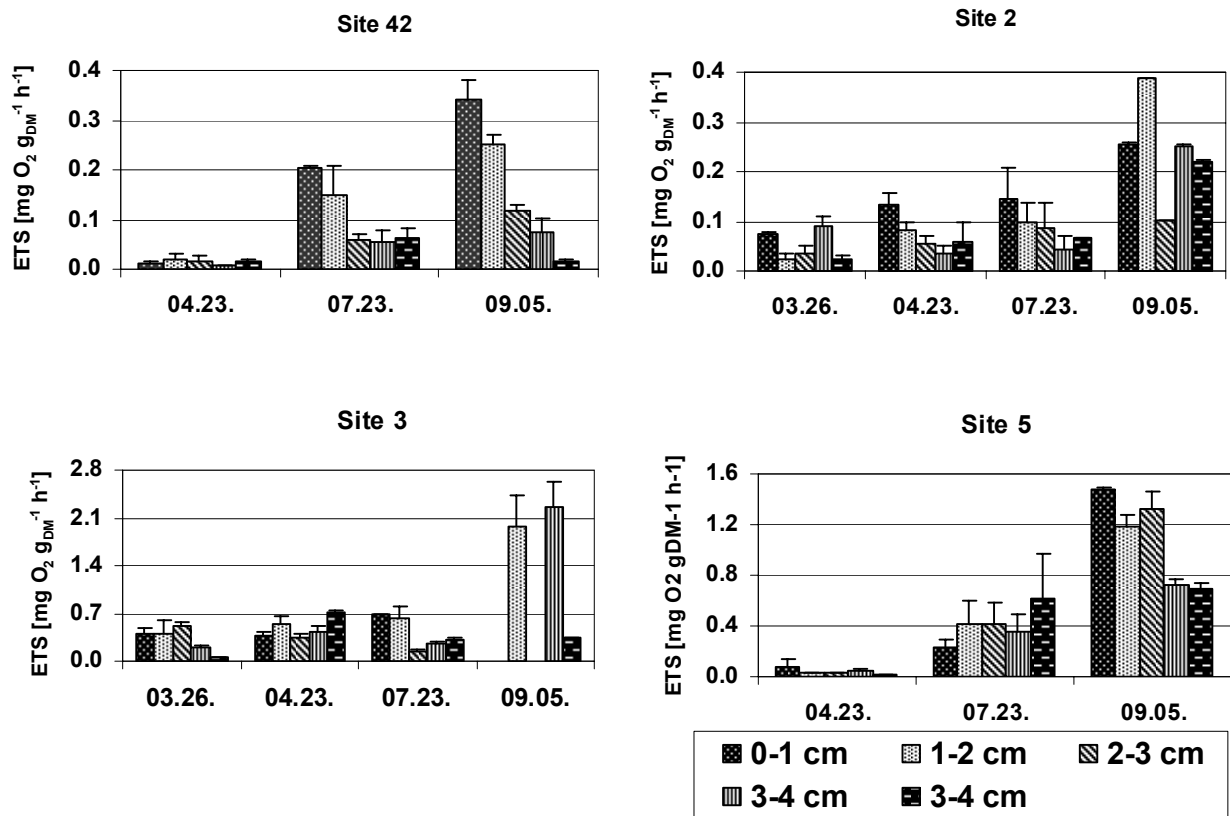 Site 42
ETS [mg O₂ g_DM⁻¹ h⁻¹]
0.4
0.3
0.2
0.1
0.0
04.23. 07.23. 09.05.
Site 2
ETS [mg O₂ g_DM⁻¹ h⁻¹]
0.4
0.3
0.2
0.1
0.0
03.26. 04.23. 07.23. 09.05.
Site 3
ETS [mg O₂ g_DM⁻¹ h⁻¹]
2.8
2.1
1.4
0.7
0.0
03.26. 04.23. 07.23. 09.05.
Site 5
ETS [mg O2 gDM-1 h-1]
1.6
1.2
0.8
0.4
0.0
04.23. 07.23. 09.05.
0-1 cm 1-2 cm 2-3 cm
3-4 cm 3-4 cm